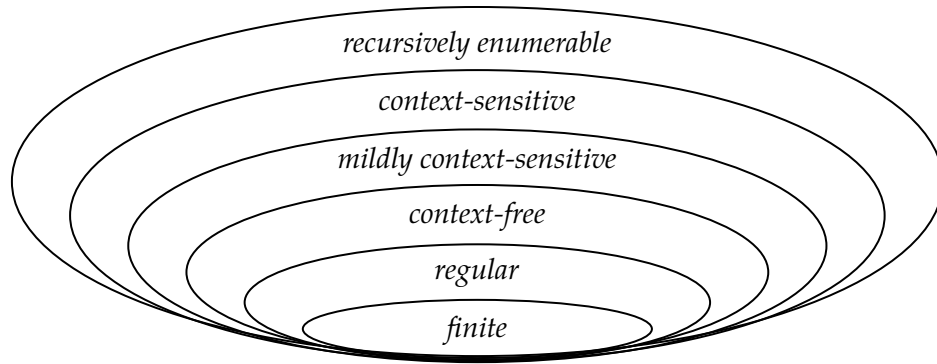 recursively enumerable
context-sensitive
mildly context-sensitive
context-free
regular
finite